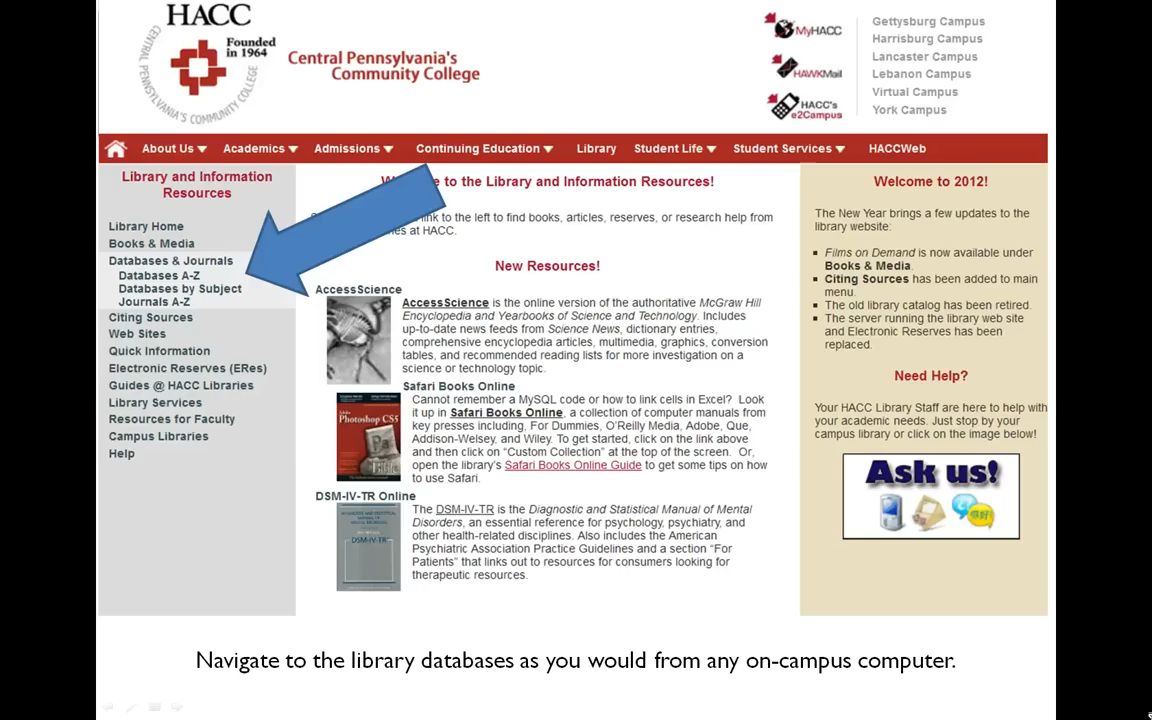 HACC
Founded
in 1964
CENTRAL PENNSYLVANIA'S COMMUNITY COLLEGE
Central Pennsylvania's
Community College
MyHACC
HAWKMail
HACC's
e2Campus
Gettysburg Campus
Harrisburg Campus
Lancaster Campus
Lebanon Campus
Virtual Campus
York Campus
About Us
Academics
Admissions
Continuing Education
Library
Student Life
Student Services
HACCWeb
Library and Information
Resources
Library Home
Books & Media
Databases & Journals
Databases A-Z
Databases by Subject
Journals A-Z
Citing Sources
Web Sites
Quick Information
Electronic Reserves (ERes)
Guides @ HACC Libraries
Library Services
Resources for Faculty
Campus Libraries
Help
to the Library and Information Resources!
link to the left to find books, articles, reserves, or research help from
at HACC.
New Resources!
AccessScience
AccessScience is the online version of the authoritative McGraw Hill
Encyclopedia and Yearbooks of Science and Technology. Includes
up-to-date news feeds from Science News, dictionary entries,
comprehensive encyclopedia articles, multimedia, graphics, conversion
tables, and recommended reading lists for more investigation on a
science or technology topic.
Safari Books Online
Photoshop CS5
Cannot remember a MySQL code or how to link cells in Excel? Look
it up in Safari Books Online, a collection of computer manuals from
key presses including, For Dummies, O'Reilly Media, Adobe, Que,
Addison-Welsey, and Wiley. To get started, click on the link above
and then click on "Custom Collection" at the top of the screen. Or,
open the library's Safari Books Online Guide to get some tips on how
to use Safari.
DSM-IV-TR Online
DSM-IV-TR
The DSM-IV-TR is the Diagnostic and Statistical Manual of Mental
Disorders, an essential reference for psychology, psychiatry, and
other health-related disciplines. Also includes the American
Psychiatric Association Practice Guidelines and a section "For
Patients" that links out to resources for consumers looking for
therapeutic resources.
Welcome to 2012!
The New Year brings a few updates to the
library website:
Films on Demand is now available under
Books & Media.
Citing Sources has been added to main
menu.
The old library catalog has been retired.
The server running the library web site
and Electronic Reserves has been
replaced.
Need Help?
Your HACC Library Staff are here to help with
your academic needs. Just stop by your
campus library or click on the image below!
Ask us!
你好!
Navigate to the library databases as you would from any on-campus computer.